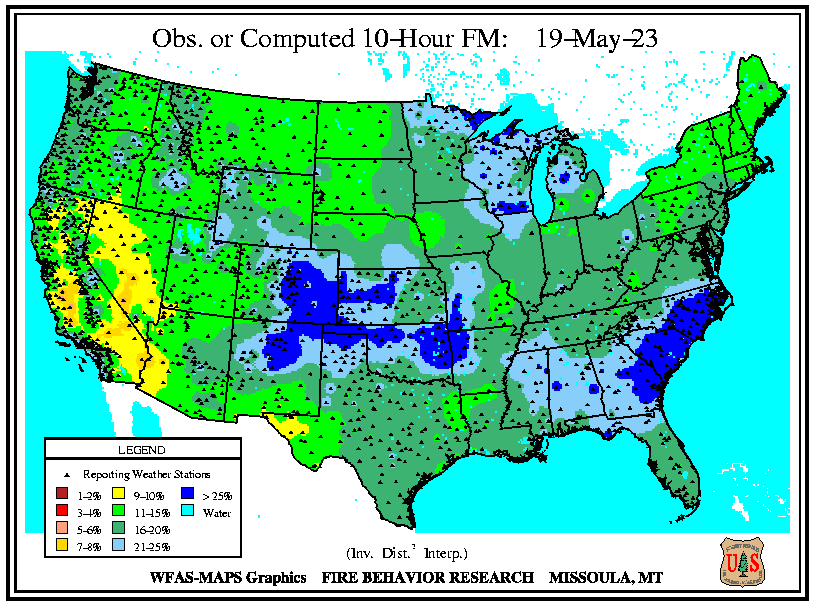 Obs. or Computed 10-Hour FM: 19-May-23
LEGEND
Reporting Weather Stations
1-2% 9-10% > 25%
3-4% 11-15% Water
5-6% 16-20%
7-8% 21-25%
(Inv. Dist.² Interp.)
WFAS-MAPS Graphics FIRE BEHAVIOR RESEARCH MISSOULA, MT
U S